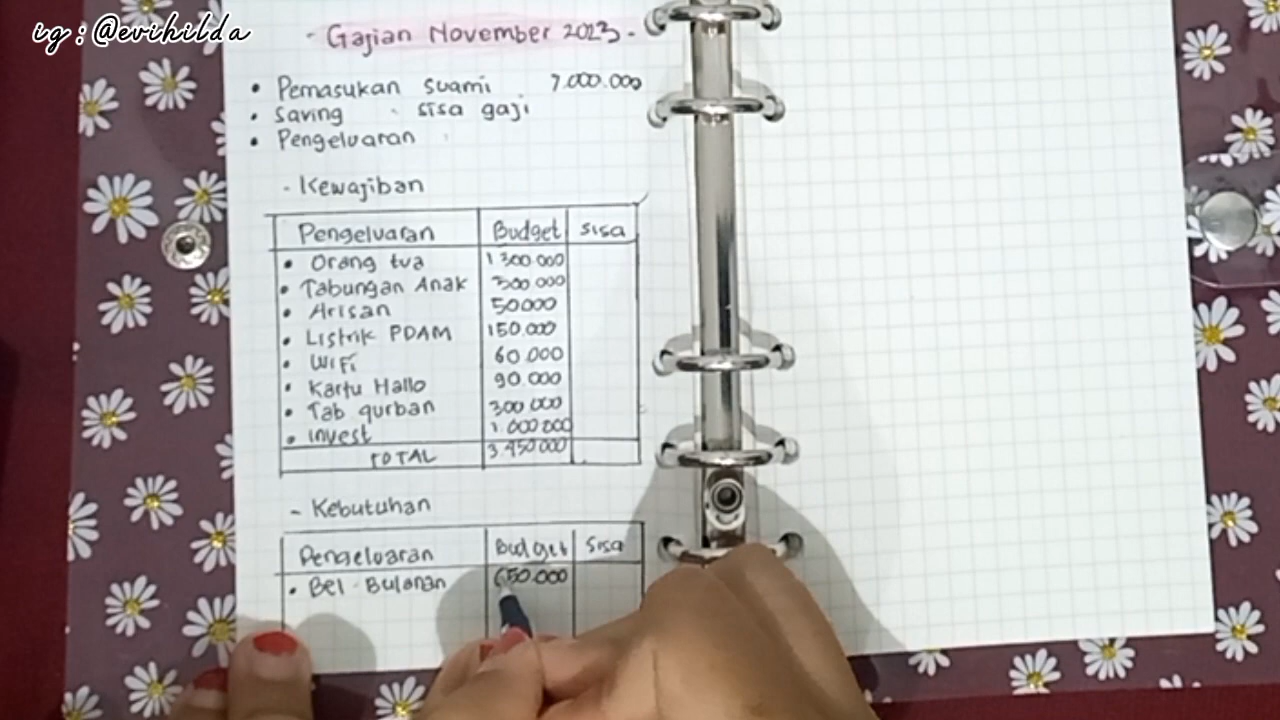 ig : @evihilda
- Gajian November 2023 -
• Pemasukan suami 7.000.000
• Saving - sisa gaji
• Pengeluaran
- Kewajiban
Pengeluaran Budget sisa
• Orang tua 1.300.000
• Tabungan Anak 500.000
• Arisan 50.000
• Listrik PDAM 150.000
• Wifi 60.000
• Kartu Hallo 90.000
• Tab qurban 300.000
• invest 1.000.000
TOTAL 3.450.000
- Kebutuhan
Pengeluaran Budget Sisa
• Bel - Bulanan 650.000